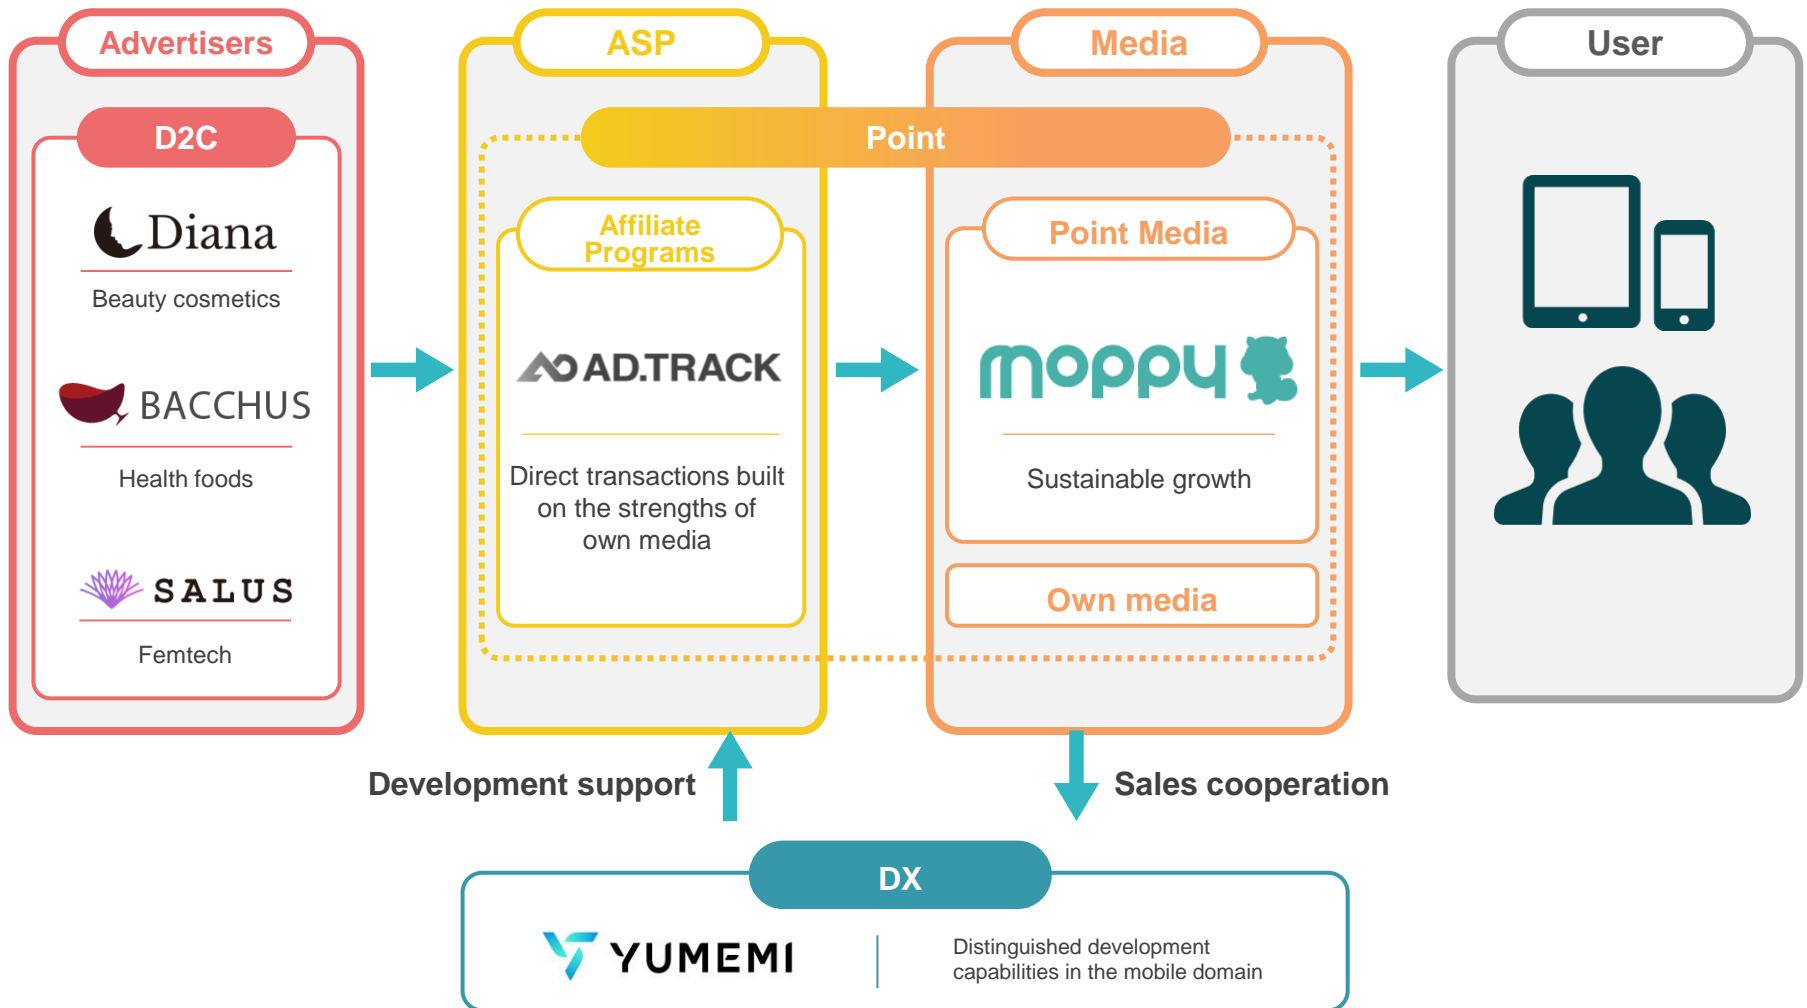 Advertisers
D2C
Diana
Beauty cosmetics
BACCHUS
Health foods
SALUS
Femtech
ASP
Media
Point
Affiliate
Programs
AD.TRACK
Direct transactions built
on the strengths of
own media
Point Media
moppy
Sustainable growth
Own media
User
Development support
Sales cooperation
DX
YUMEMI
Distinguished development
capabilities in the mobile domain